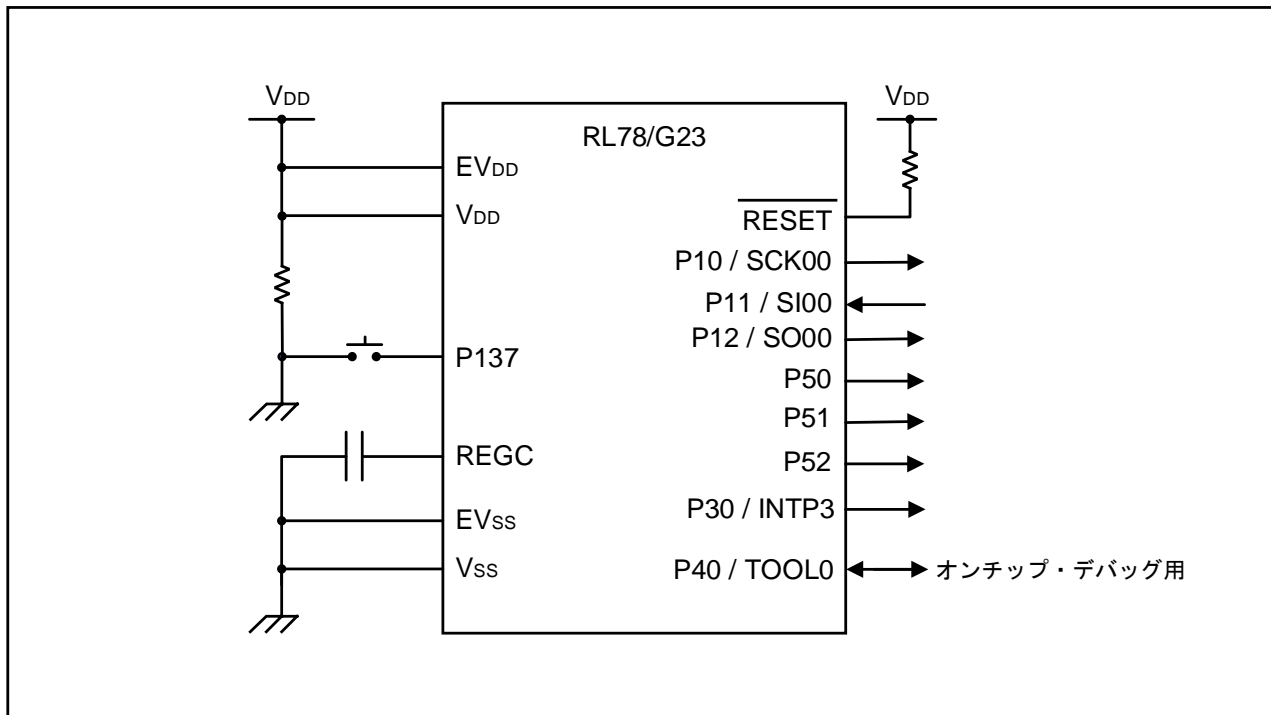 VDD
EVDD
VDD
P137
REGC
EVSS
VSS
RL78/G23
VDD
RESET
P10 / SCK00
P11 / SI00
P12 / SO00
P50
P51
P52
P30 / INTP3
P40 / TOOL0
オンチップ・デバッグ用